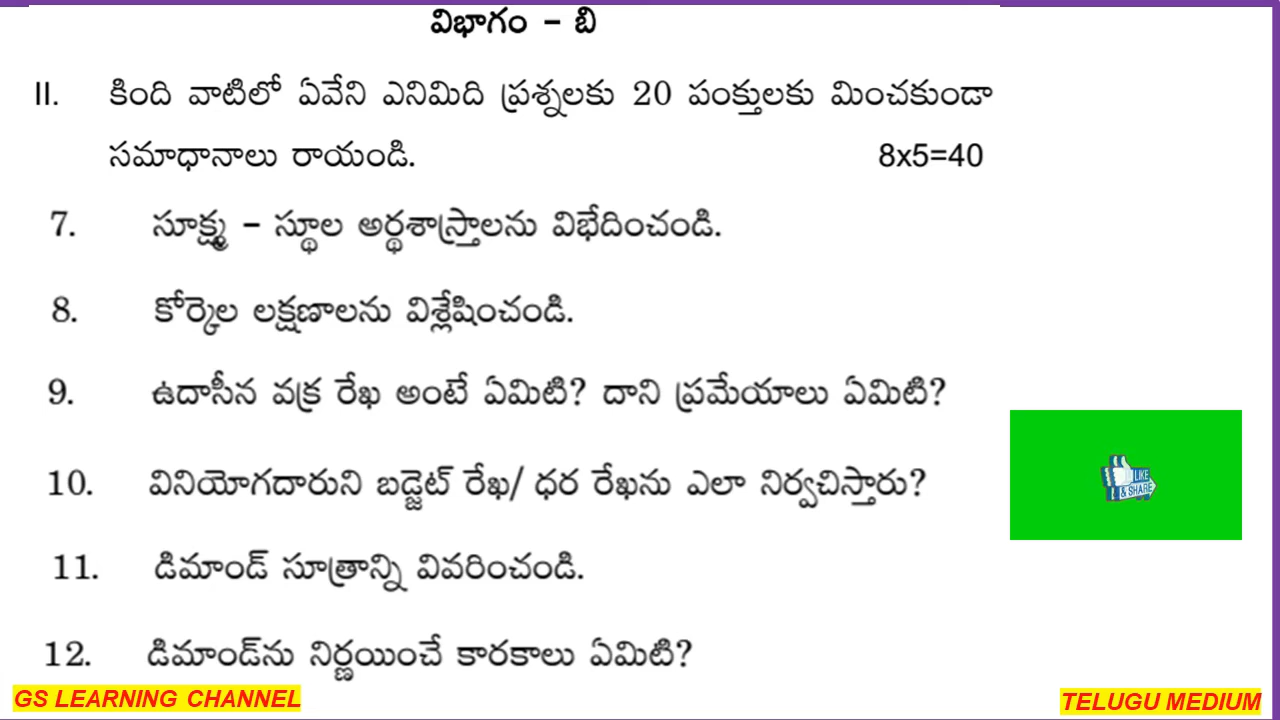 విభాగం - బి
II. కింది వాటిలో ఏవేని ఎనిమిది ప్రశ్నలకు 20 పంక్తులకు మించకుండా
సమాధానాలు రాయండి. 8x5=40
7. సూక్ష్మ - స్థూల అర్థశాస్త్రాలను విభేదించండి.
8. కోర్కెల లక్షణాలను విశ్లేషించండి.
9. ఉదాసీన వక్ర రేఖ అంటే ఏమిటి? దాని ప్రమేయాలు ఏమిటి?
10. వినియోగదారుని బడ్జెట్ రేఖ/ ధర రేఖను ఎలా నిర్వచిస్తారు?
LIKE
& SHARE
11. డిమాండ్ సూత్రాన్ని వివరించండి.
12. డిమాండ్‌ను నిర్ణయించే కారకాలు ఏమిటి?
GS LEARNING CHANNEL
TELUGU MEDIUM